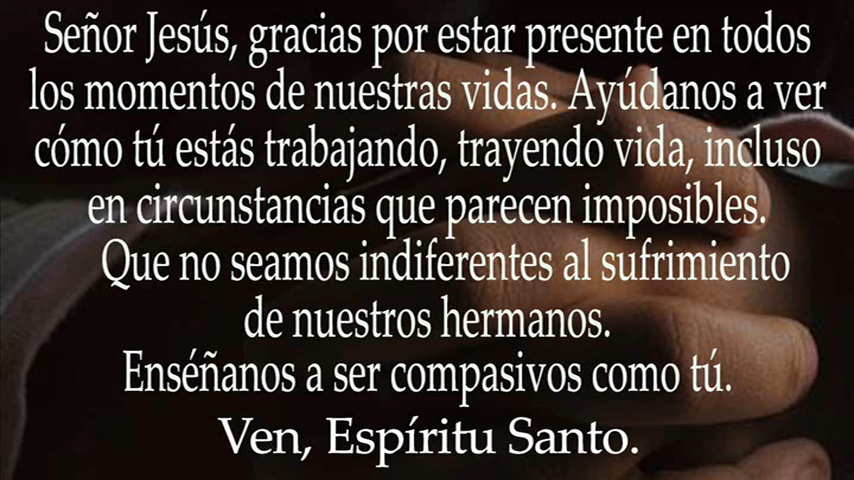 Señor Jesús, gracias por estar presente en todos
los momentos de nuestras vidas. Ayúdanos a ver
cómo tú estás trabajando, trayendo vida, incluso
en circunstancias que parecen imposibles.
Que no seamos indiferentes al sufrimiento
de nuestros hermanos.
Enséñanos a ser compasivos como tú.
Ven, Espíritu Santo.